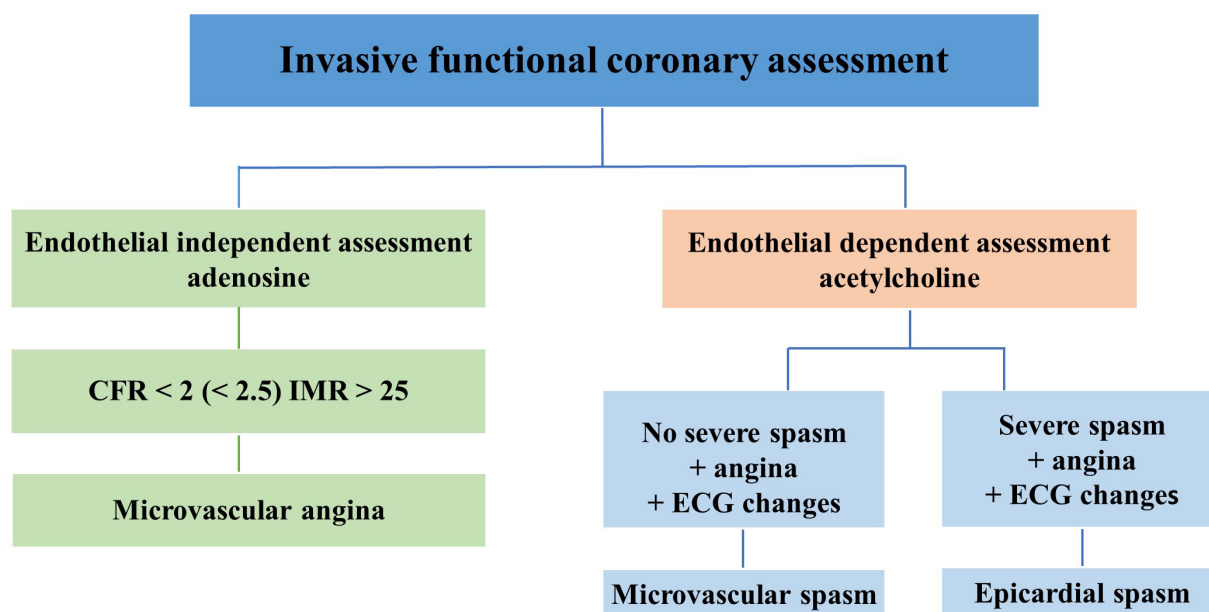 Invasive functional coronary assessment
Endothelial independent assessment
adenosine
CFR < 2 (< 2.5) IMR > 25
Microvascular angina
Endothelial dependent assessment
acetylcholine
No severe spasm
+ angina
+ ECG changes
Microvascular spasm
Severe spasm
+ angina
+ ECG changes
Epicardial spasm